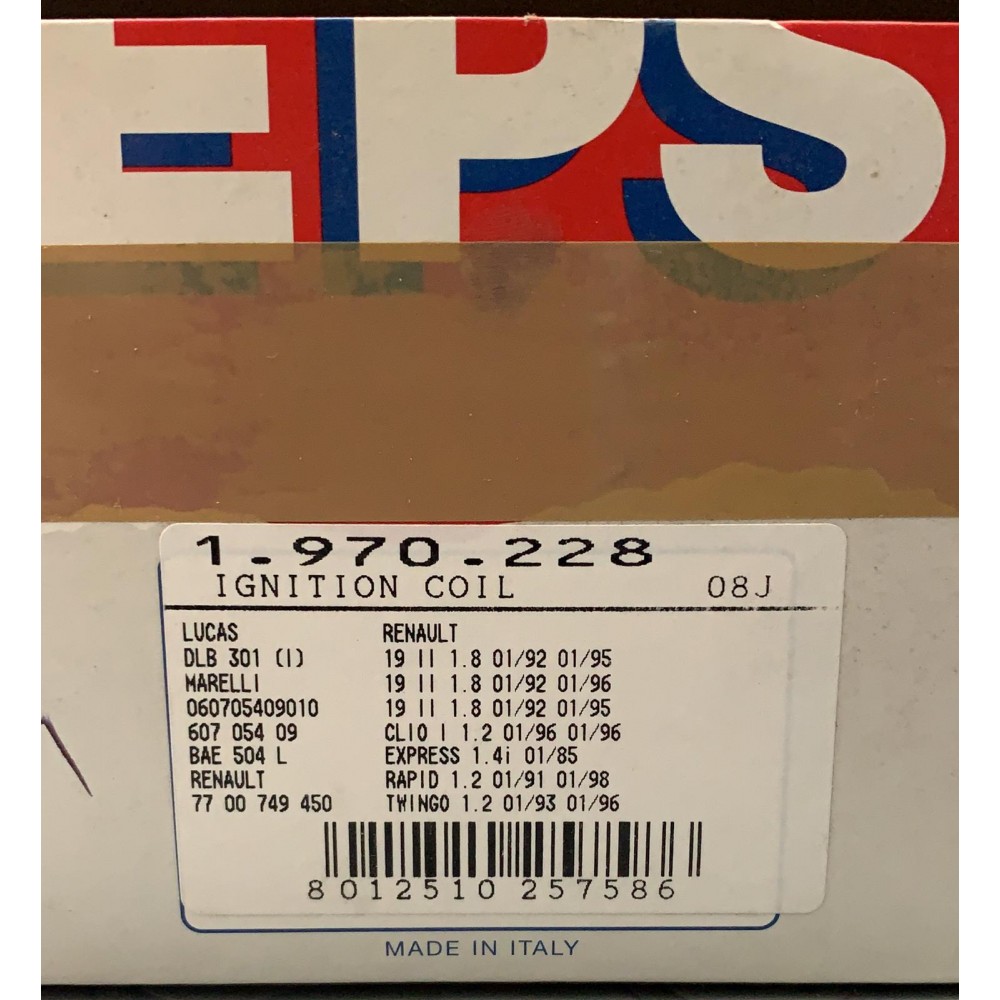 EPS
1.970.228
IGNITION COIL 08J
LUCAS RENAULT
DLB 301 (I) 19 II 1.8 01/92 01/95
MARELLI 19 II 1.8 01/92 01/96
060705409010 19 II 1.8 01/92 01/95
607 054 09 CLIO I 1.2 01/96 01/96
BAE 504 L EXPRESS 1.4i 01/85
RENAULT RAPID 1.2 01/91 01/98
77 00 749 450 TWINGO 1.2 01/93 01/96
8 012510 257586
MADE IN ITALY